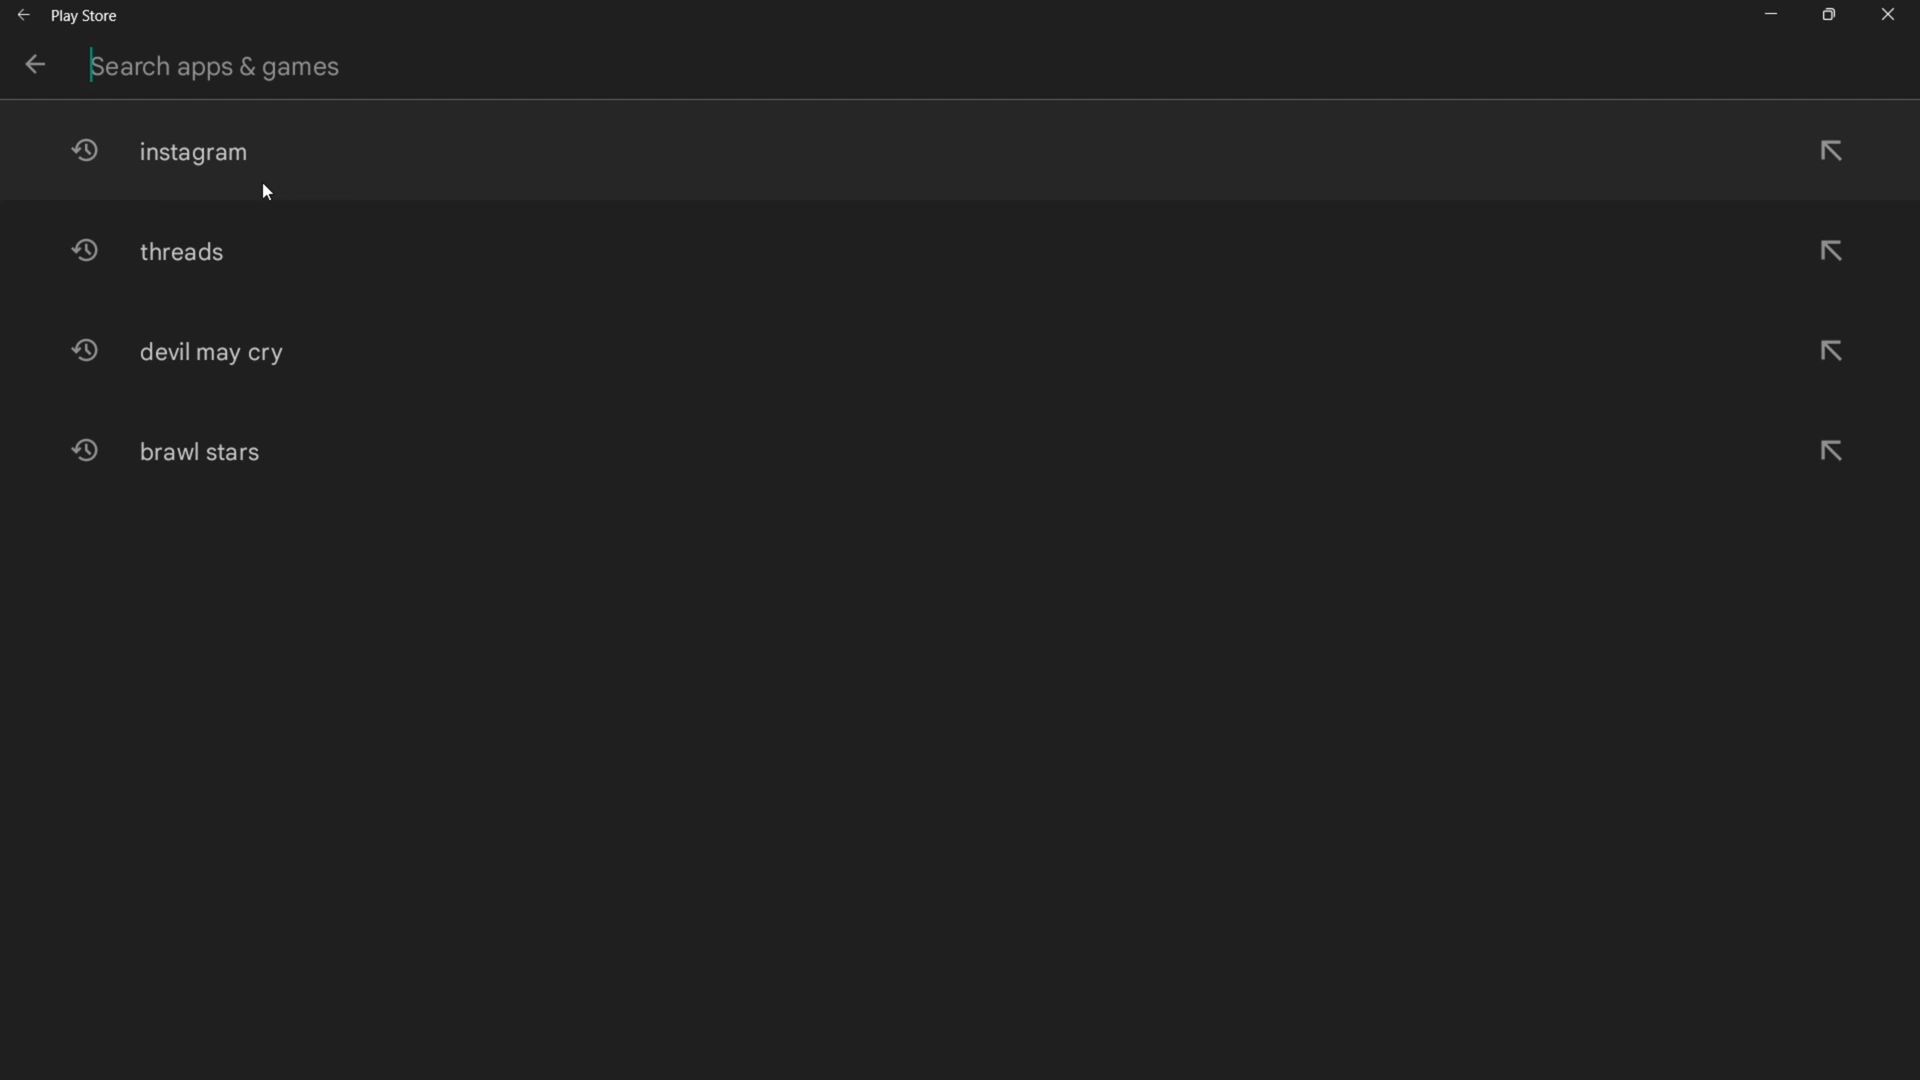 Play Store
Search apps & games
instagram
threads
devil may cry
brawl stars